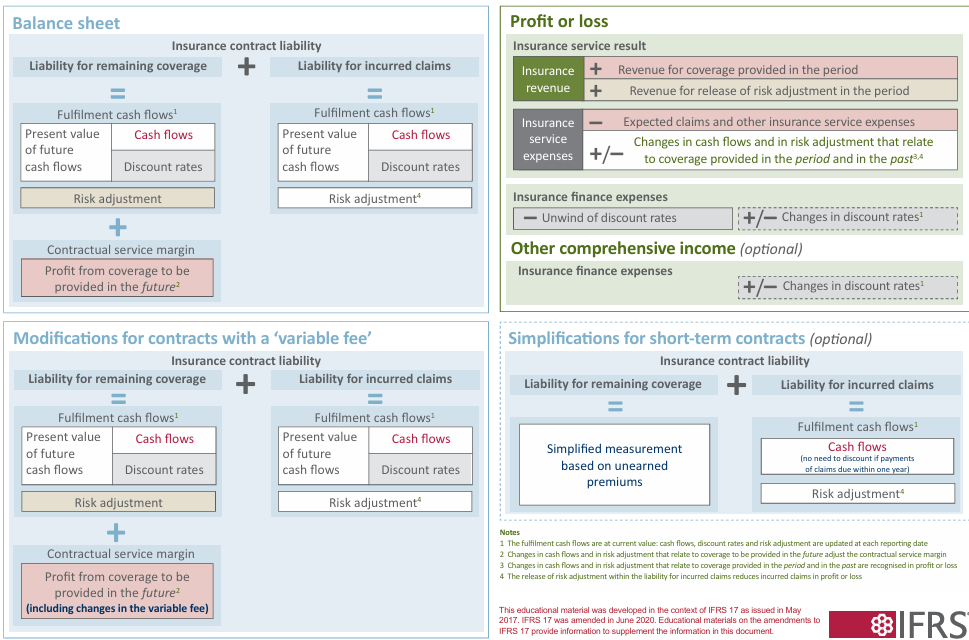 Balance sheet
Insurance contract liability
Liability for remaining coverage + Liability for incurred claims
= =
Fulfilment cash flows1
Present value of future cash flows
Cash flows
Discount rates
Risk adjustment
Fulfilment cash flows1
Present value of future cash flows
Cash flows
Discount rates
Risk adjustment4
+
Contractual service margin
Profit from coverage to be
provided in the future2
Profit or loss
Insurance service result
Insurance
revenue
+ Revenue for coverage provided in the period
+ Revenue for release of risk adjustment in the period
Insurance
service
expenses
− Expected claims and other insurance service expenses
+/− Changes in cash flows and in risk adjustment that relate
to coverage provided in the period and in the past3,4
Insurance finance expenses
− Unwind of discount rates
+/− Changes in discount rates1
Other comprehensive income (optional)
Insurance finance expenses
+/− Changes in discount rates1
Modifications for contracts with a ‘variable fee’
Insurance contract liability
Liability for remaining coverage + Liability for incurred claims
= =
Fulfilment cash flows1
Present value
of future
cash flows
Cash flows
Discount rates
Risk adjustment
Fulfilment cash flows1
Present value
of future
cash flows
Cash flows
Discount rates
Risk adjustment4
+
Contractual service margin
Profit from coverage to be
provided in the future2
(including changes in the variable fee)
Simplifications for short-term contracts (optional)
Insurance contract liability
Liability for remaining coverage + Liability for incurred claims
= =
Simplified measurement
based on unearned
premiums
Fulfilment cash flows1
Cash flows
(no need to discount if payments
of claims due within one year)
Risk adjustment4
Notes
1 The fulfilment cash flows are at current value: cash flows, discount rates and risk adjustment are updated at each reporting date
2 Changes in cash flows and in risk adjustment that relate to coverage to be provided in the future adjust the contractual service margin
3 Changes in cash flows and in risk adjustment that relate to coverage provided in the period and in the past are recognised in profit or loss
4 The release of risk adjustment within the liability for incurred claims reduces incurred claims in profit or loss
This educational material was developed in the context of IFRS 17 as issued in May
2017. IFRS 17 was amended in June 2020. Educational materials on the amendments to
IFRS 17 provide information to supplement the information in this document.
IFRS